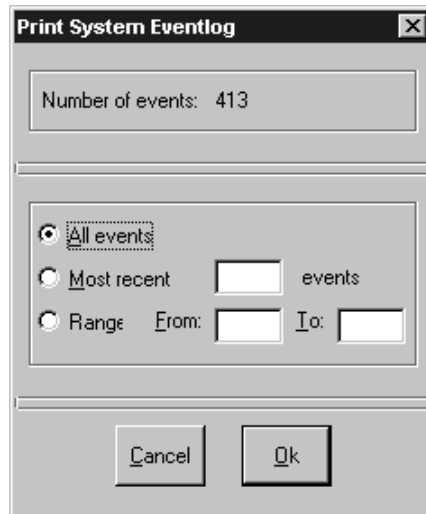 Print System Eventlog
Number of events: 413
All events
Most recent events
Range From: To:
Cancel Ok